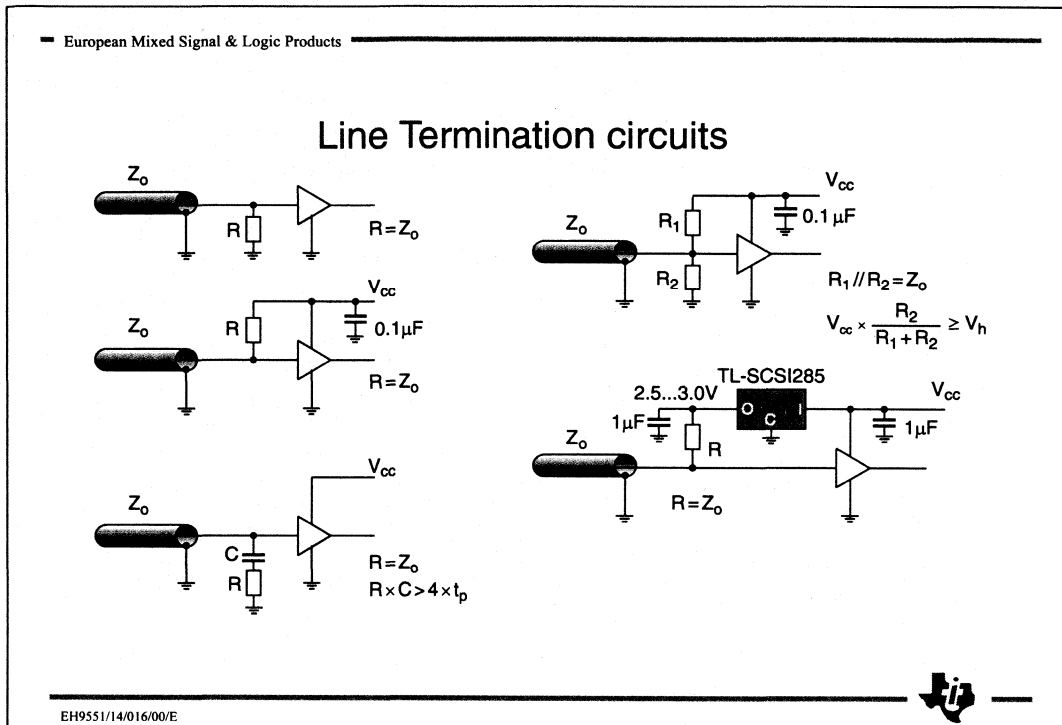 European Mixed Signal & Logic Products
Line Termination circuits
Zo
R
R=Zo
Vcc
Zo
R
0.1μF
R=Zo
Vcc
Zo
C
R
R=Zo
R×C>4×tp
Vcc
R1
0.1μF
Zo
R2
R1//R2=Zo
Vcc × R2 / R1+R2 ≥ Vh
TL-SCSI285
2.5...3.0V
Vcc
O
I
C
1μF
R
1μF
Zo
R=Zo
ti
EH9551/14/016/00/E